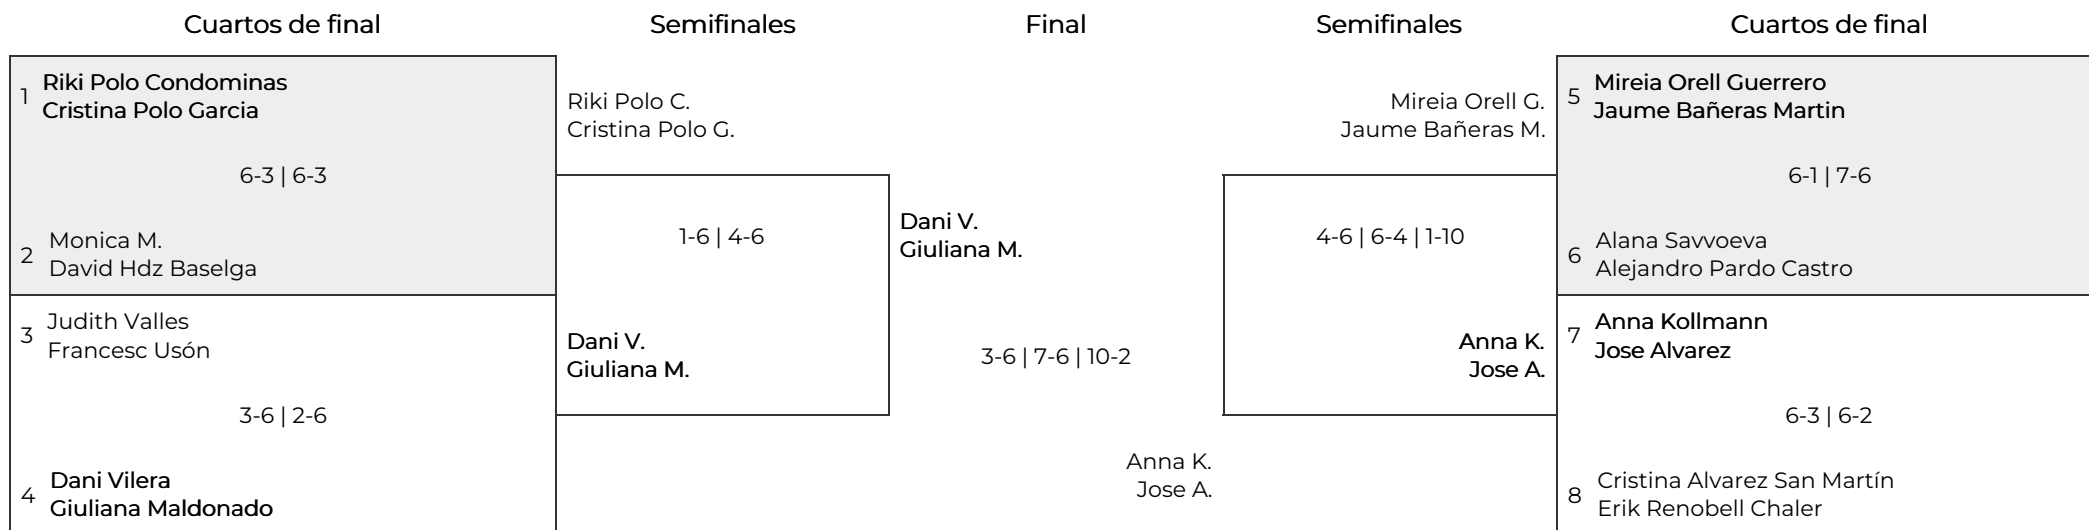 Cuartos de final
Semifinales
Final
Semifinales
Cuartos de final
1
Riki Polo Condominas
Cristina Polo Garcia
6-3 | 6-3
2
Monica M.
David Hdz Baselga
3
Judith Valles
Francesc Usón
3-6 | 2-6
4
Dani Vilera
Giuliana Maldonado
Riki Polo C.
Cristina Polo G.
1-6 | 4-6
Dani V.
Giuliana M.
Dani V.
Giuliana M.
3-6 | 7-6 | 10-2
Anna K.
Jose A.
Mireia Orell G.
Jaume Bañeras M.
4-6 | 6-4 | 1-10
Anna K.
Jose A.
5
Mireia Orell Guerrero
Jaume Bañeras Martin
6-1 | 7-6
6
Alana Savvoeva
Alejandro Pardo Castro
7
Anna Kollmann
Jose Alvarez
6-3 | 6-2
8
Cristina Alvarez San Martín
Erik Renobell Chaler